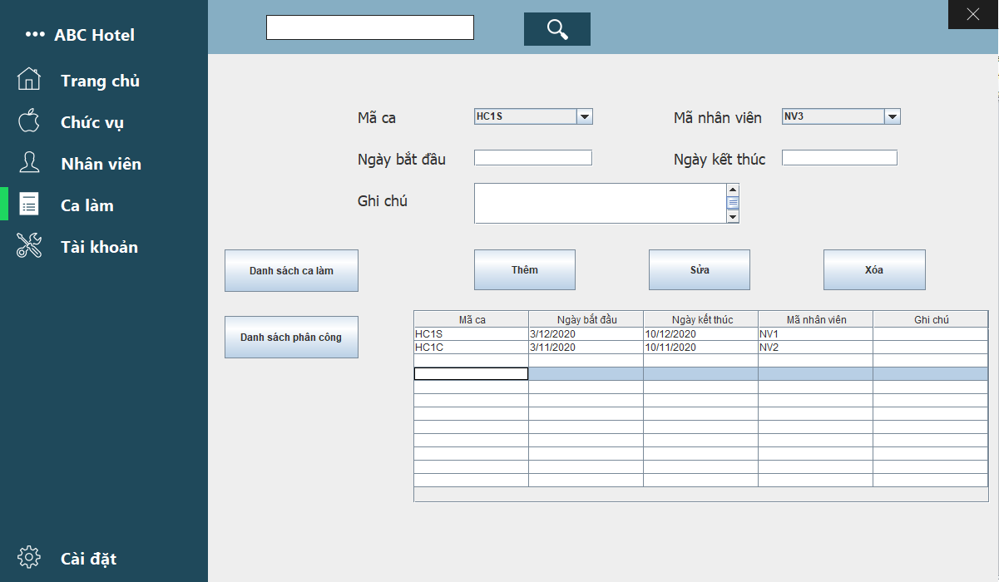 ABC Hotel
Trang chủ
Chức vụ
Nhân viên
Ca làm
Tài khoản
Cài đặt
Mã ca
HC1S
Mã nhân viên
NV3
Ngày bắt đầu
Ngày kết thúc
Ghi chú
Danh sách ca làm
Thêm
Sửa
Xóa
Danh sách phân công
Mã ca Ngày bắt đầu Ngày kết thúc Mã nhân viên Ghi chú
HC1S 3/12/2020 10/12/2020 NV1
HC1C 3/11/2020 10/11/2020 NV2